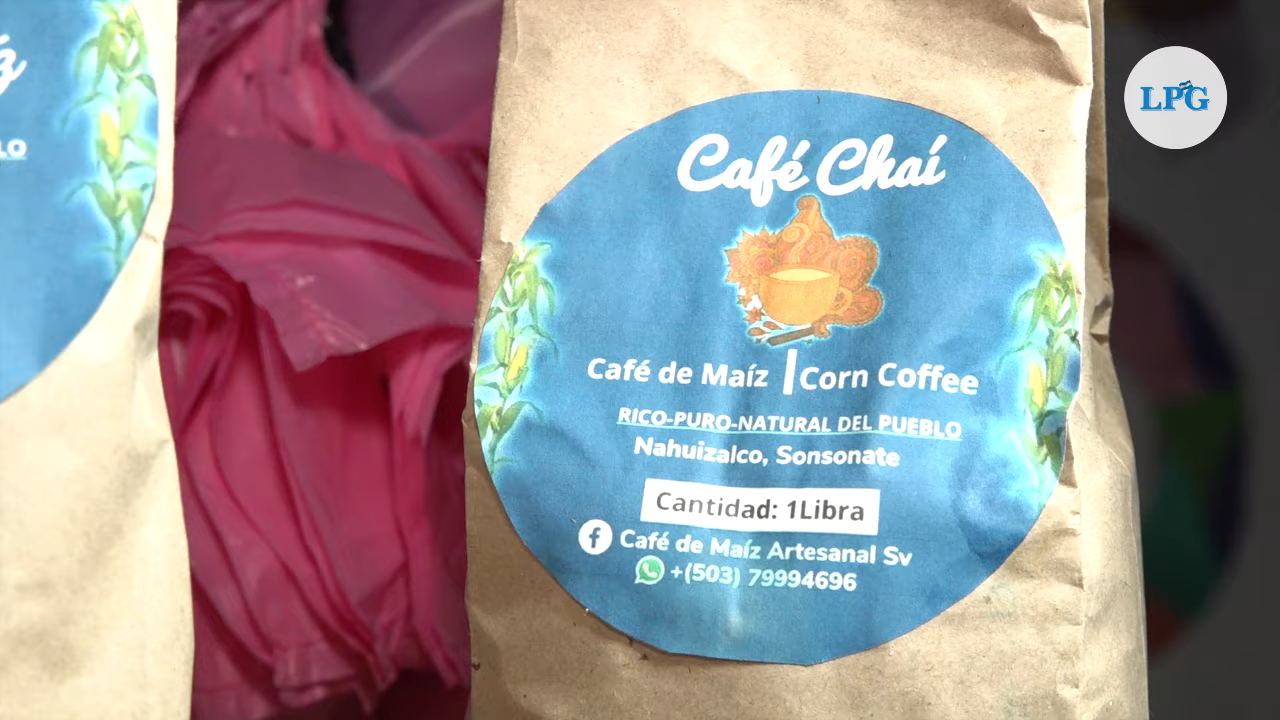 LPG
LO
Café Chaí
Café de Maíz | Corn Coffee
RICO-PURO-NATURAL DEL PUEBLO
Nahuizalco, Sonsonate
Cantidad: 1Libra
Café de Maíz Artesanal Sv
+(503) 79994696